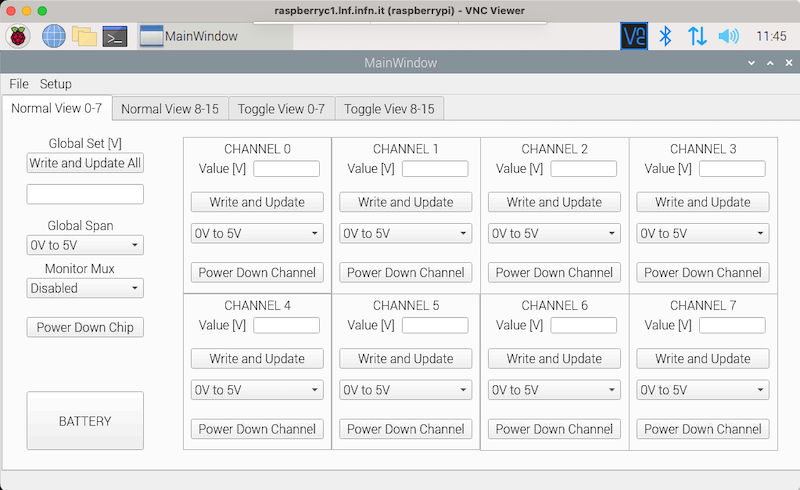 raspberryc1.lnf.infn.it (raspberrypi) - VNC Viewer
MainWindow
11:45
MainWindow
File Setup
Normal View 0-7 Normal View 8-15 Toggle View 0-7 Toggle Viev 8-15
Global Set [V]
Write and Update All
Global Span
0V to 5V
Monitor Mux
Disabled
Power Down Chip
BATTERY
CHANNEL 0
Value [V]
Write and Update
0V to 5V
Power Down Channel
CHANNEL 1
Value [V]
Write and Update
0V to 5V
Power Down Channel
CHANNEL 2
Value [V]
Write and Update
0V to 5V
Power Down Channel
CHANNEL 3
Value [V]
Write and Update
0V to 5V
Power Down Channel
CHANNEL 4
Value [V]
Write and Update
0V to 5V
Power Down Channel
CHANNEL 5
Value [V]
Write and Update
0V to 5V
Power Down Channel
CHANNEL 6
Value [V]
Write and Update
0V to 5V
Power Down Channel
CHANNEL 7
Value [V]
Write and Update
0V to 5V
Power Down Channel